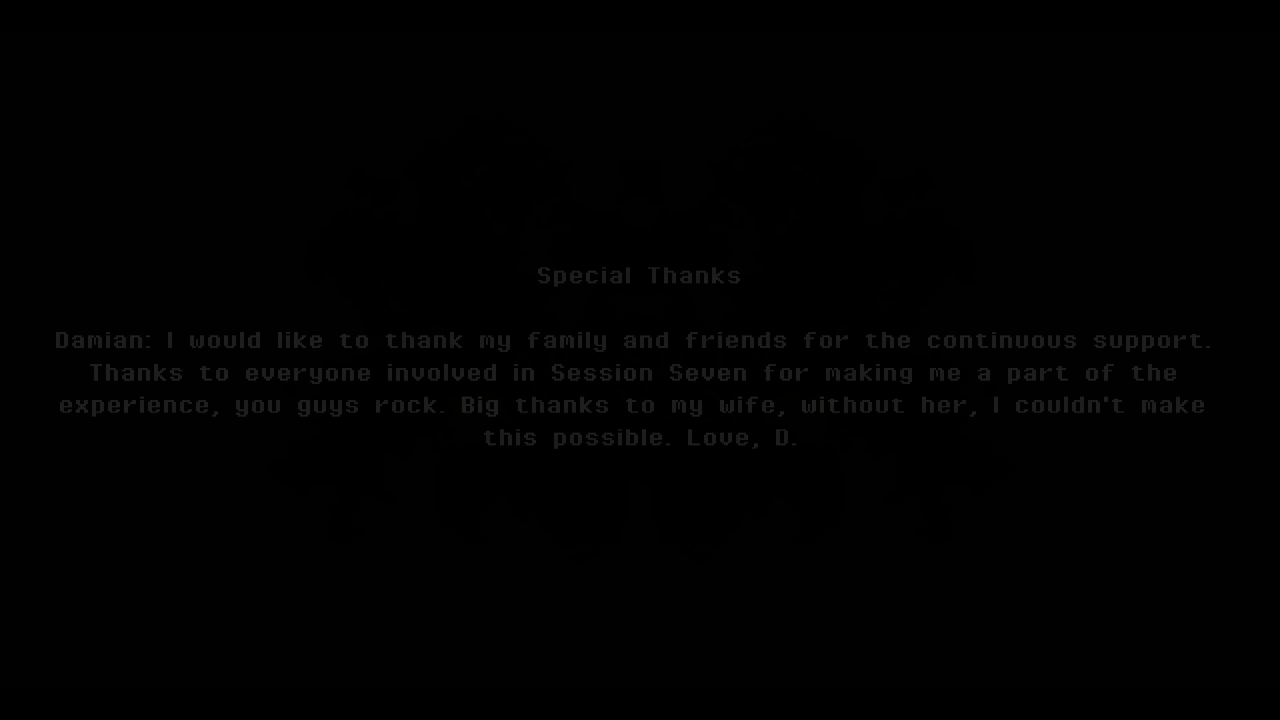 Special Thanks
Damian: I would like to thank my family and friends for the continuous support.
Thanks to everyone involved in Session Seven for making me a part of the
experience, you guys rock. Big thanks to my wife, without her, I couldn't make
this possible. Love, D.